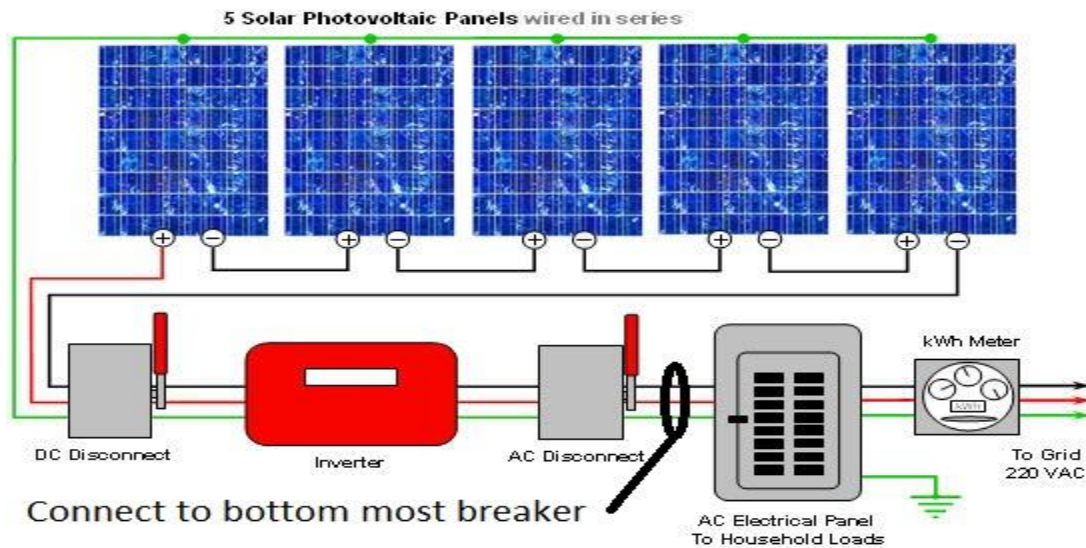 5 Solar Photovoltaic Panels wired in series
+ − + − + − + − + −
kWh Meter
kWh
DC Disconnect
Inverter
AC Disconnect
To Grid
220 VAC
Connect to bottom most breaker
AC Electrical Panel
To Household Loads